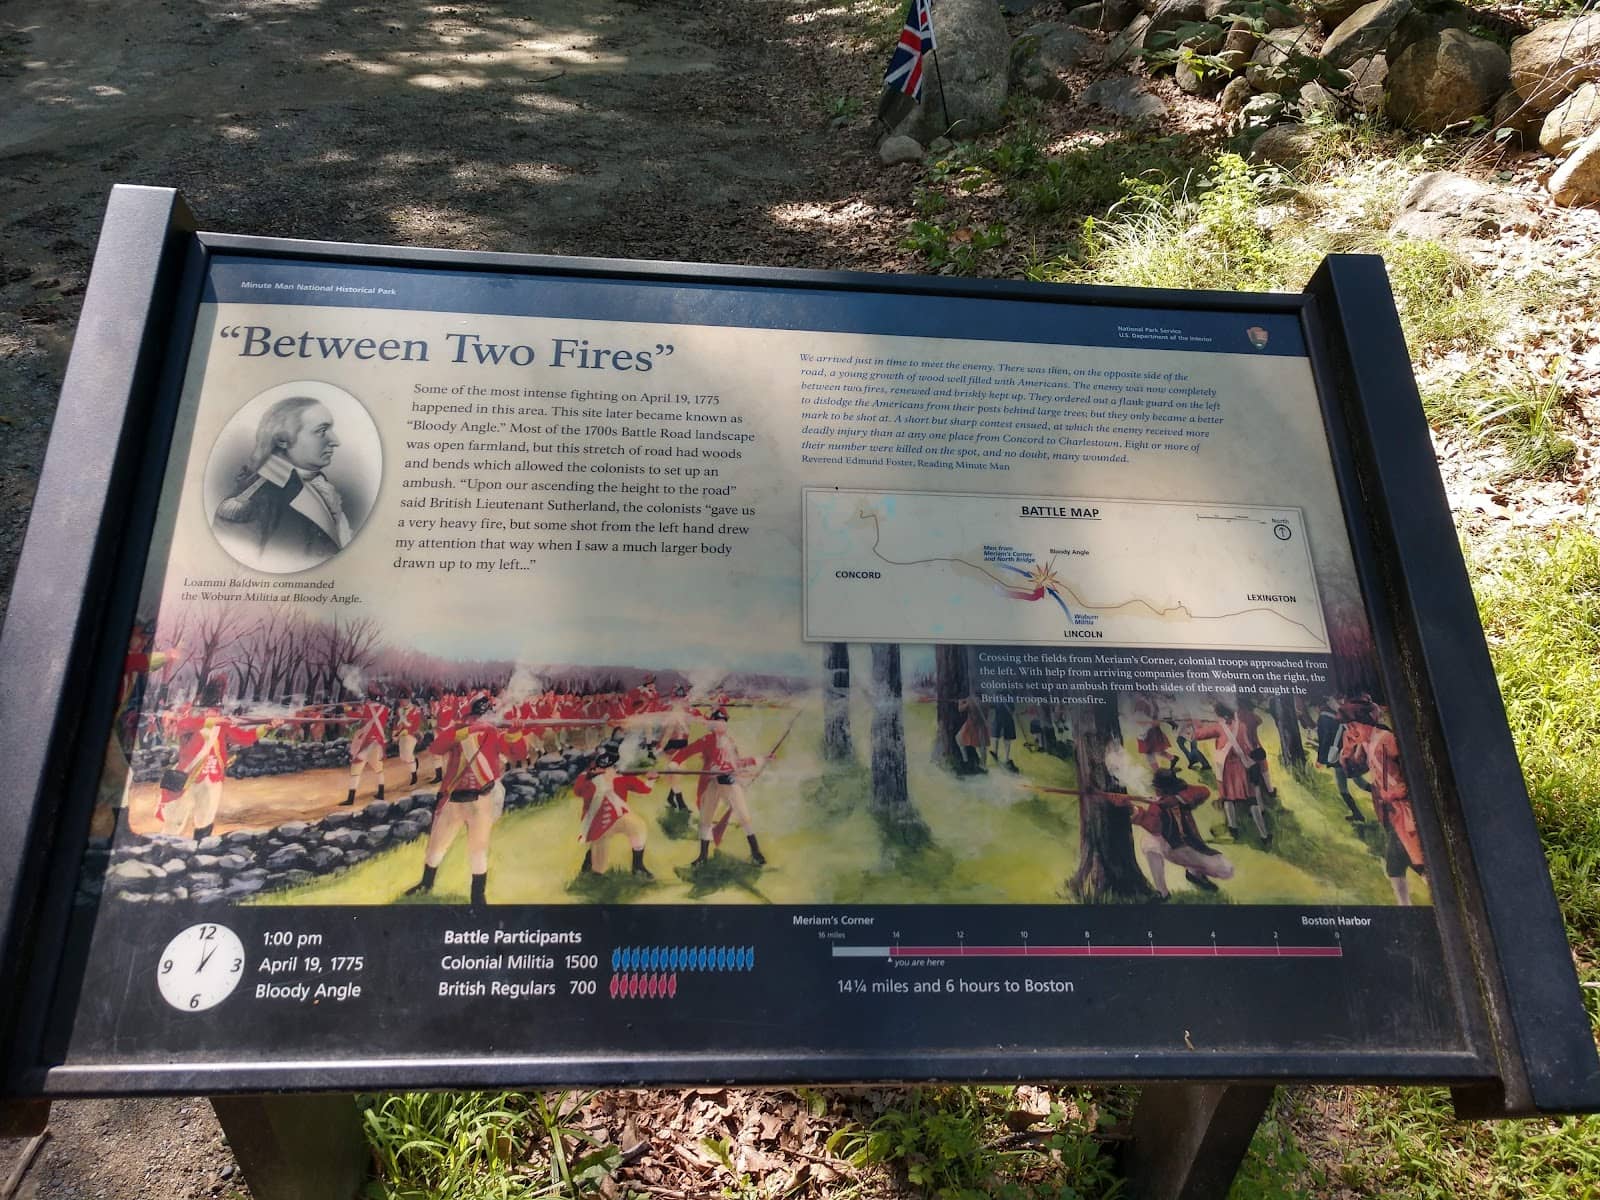 Minute Man National Historical Park
National Park Service
U.S. Department of the Interior
"Between Two Fires"
Some of the most intense fighting on April 19, 1775
happened in this area. This site later became known as
"Bloody Angle." Most of the 1700s Battle Road landscape
was open farmland, but this stretch of road had woods
and bends which allowed the colonists to set up an
ambush. "Upon our ascending the height to the road"
said British Lieutenant Sutherland, the colonists "gave us
a very heavy fire, but some shot from the left hand drew
my attention that way when I saw a much larger body
drawn up to my left..."
Loammi Baldwin commanded
the Woburn Militia at Bloody Angle.
We arrived just in time to meet the enemy. There was then, on the opposite side of the
road, a young growth of wood well filled with Americans. The enemy was now completely
between two fires, renewed and briskly kept up. They ordered out a flank guard on the left
to dislodge the Americans from their posts behind large trees; but they only became a better
mark to be shot at. A short but sharp contest ensued, at which the enemy received more
deadly injury than at any one place from Concord to Charlestown. Eight or more of
their number were killed on the spot, and no doubt, many wounded.
Reverend Edmund Foster, Reading Minute Man
BATTLE MAP
North
Men from
Meriam's Corner
and North Bridge
Bloody Angle
CONCORD
LEXINGTON
Woburn
Militia
LINCOLN
Crossing the fields from Meriam's Corner, colonial troops approached from
the left. With help from arriving companies from Woburn on the right, the
colonists set up an ambush from both sides of the road and caught the
British troops in crossfire.
12
9 3
6
1:00 pm
April 19, 1775
Bloody Angle
Battle Participants
Colonial Militia 1500
British Regulars 700
Meriam's Corner Boston Harbor
16 miles 14 12 10 8 6 4 2 0
you are here
14¼ miles and 6 hours to Boston